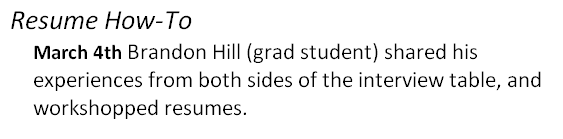 Resume How-To
March 4th Brandon Hill (grad student) shared his
experiences from both sides of the interview table, and
workshopped resumes.